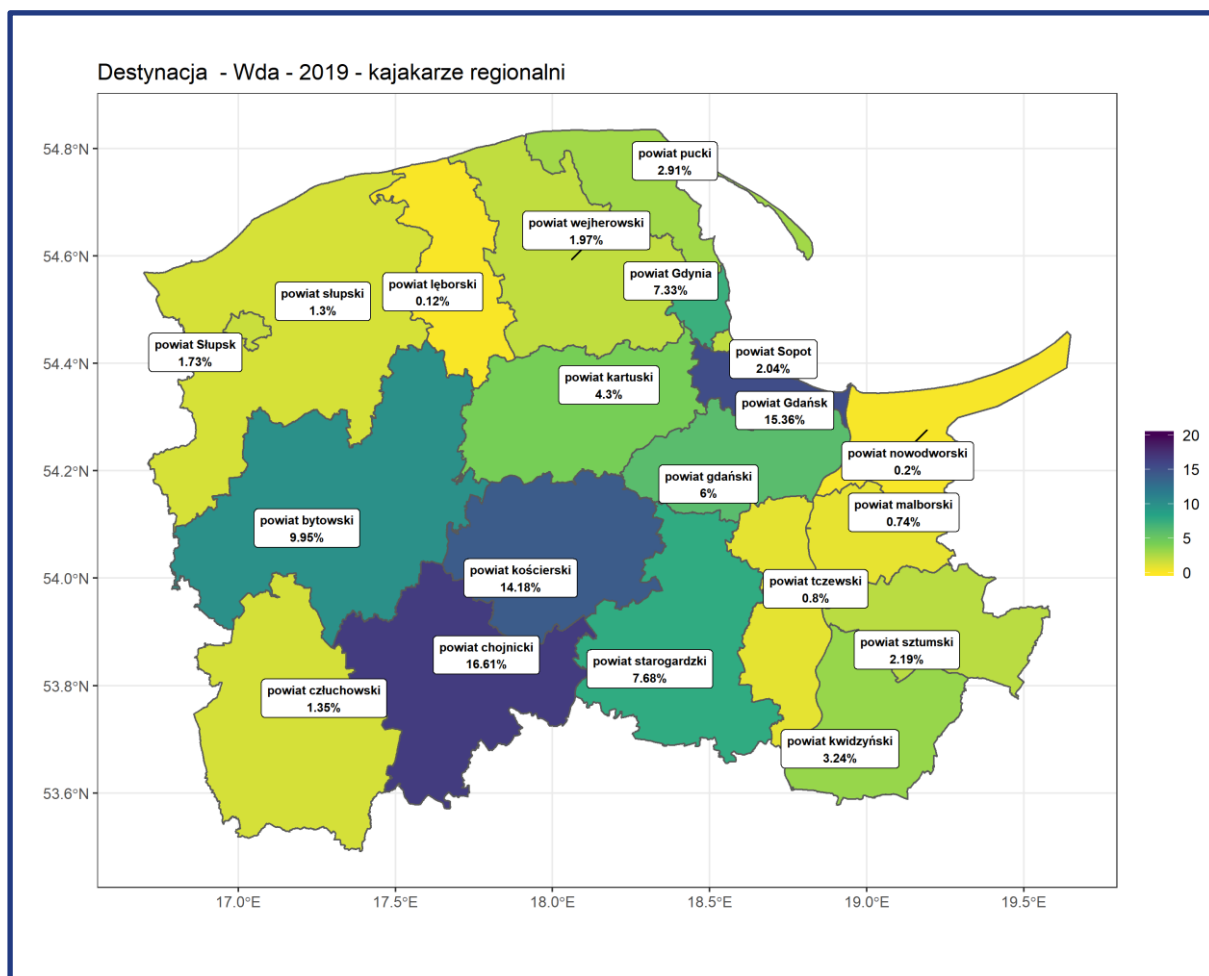 Destynacja - Wda - 2019 - kajakarze regionalni
54.8°N
54.6°N
54.4°N
54.2°N
54.0°N
53.8°N
53.6°N
powiat pucki
2.91%
powiat wejherowski
1.97%
powiat Gdynia
7.33%
powiat lęborski
0.12%
powiat słupski
1.3%
powiat Słupsk
1.73%
powiat Sopot
2.04%
powiat kartuski
4.3%
powiat Gdańsk
15.36%
powiat nowodworski
0.2%
powiat gdański
6%
powiat malborski
0.74%
powiat bytowski
9.95%
powiat kościerski
14.18%
powiat tczewski
0.8%
powiat sztumski
2.19%
powiat chojnicki
16.61%
powiat starogardzki
7.68%
powiat człuchowski
1.35%
powiat kwidzyński
3.24%
20
15
10
5
0
17.0°E
17.5°E
18.0°E
18.5°E
19.0°E
19.5°E